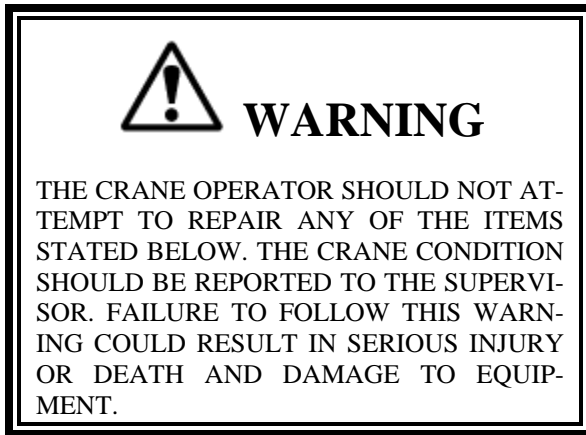 WARNING
THE CRANE OPERATOR SHOULD NOT AT-
TEMPT TO REPAIR ANY OF THE ITEMS
STATED BELOW. THE CRANE CONDITION
SHOULD BE REPORTED TO THE SUPERVI-
SOR. FAILURE TO FOLLOW THIS WARN-
ING COULD RESULT IN SERIOUS INJURY
OR DEATH AND DAMAGE TO EQUIP-
MENT.